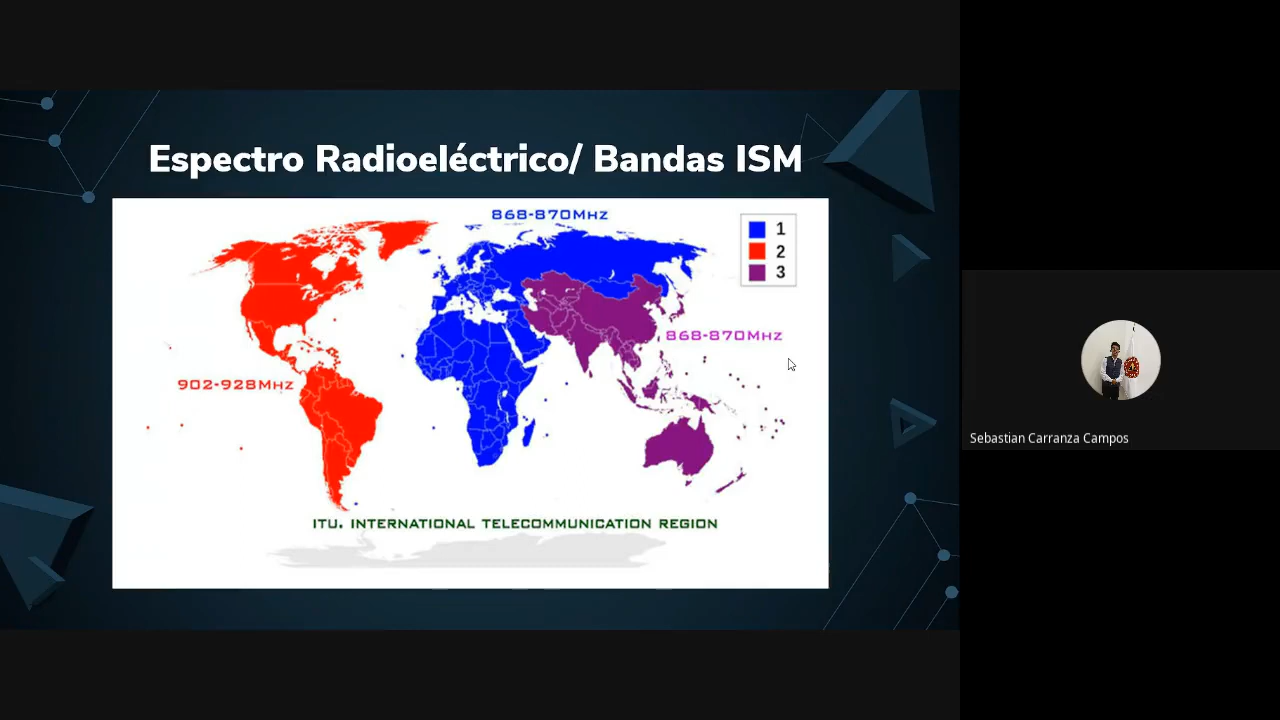 Espectro Radioeléctrico/ Bandas ISM
868-870MHz
1
2
3
868-870MHz
902-928MHz
ITU. INTERNATIONAL TELECOMMUNICATION REGION
Sebastian Carranza Campos